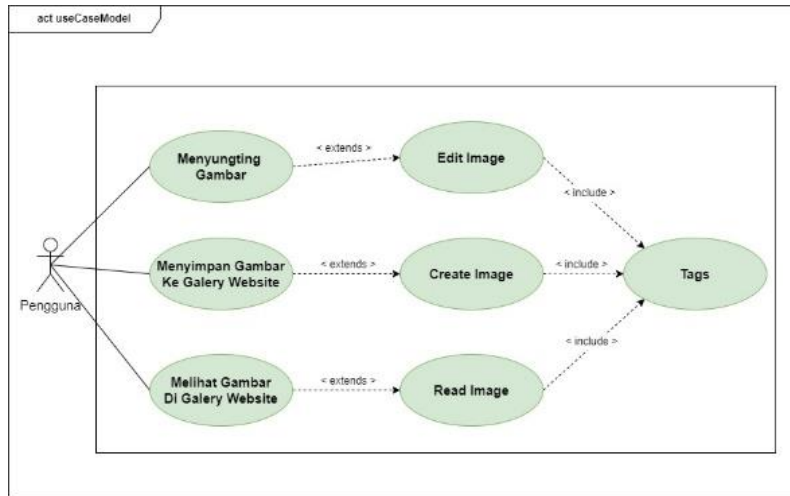 act useCaseModel
Menyungting
Gambar
< extends >
Edit Image
< include >
Menyimpan Gambar
Ke Galery Website
< extends >
Create Image
< include >
Tags
Pengguna
Melihat Gambar
Di Galery Website
< extends >
Read Image
< include >